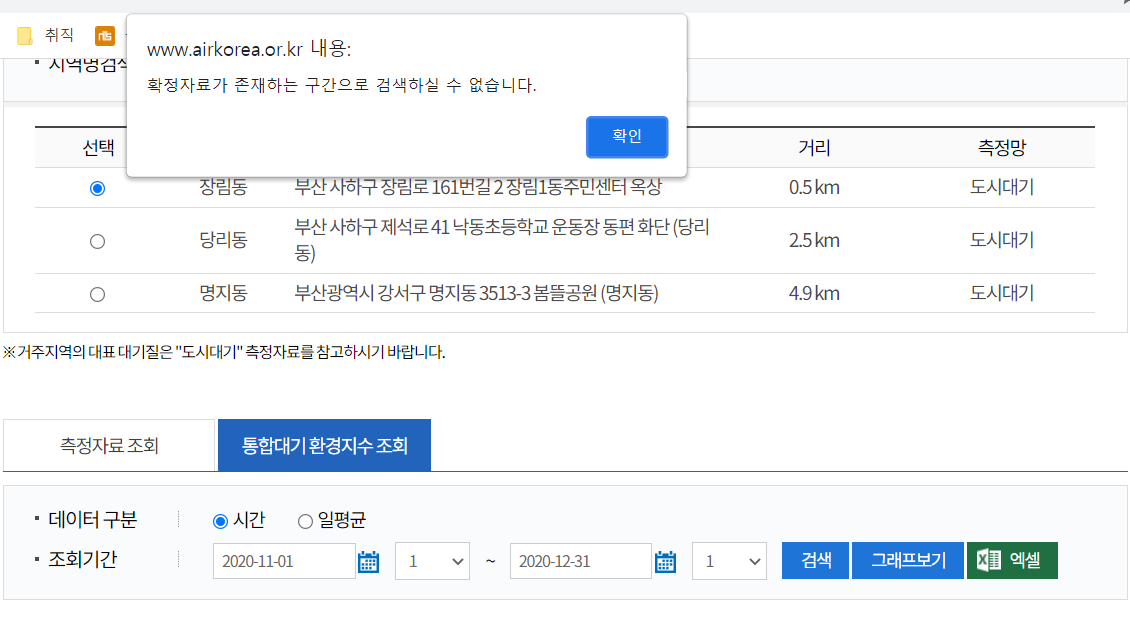 취직
www.airkorea.or.kr 내용:
확정자료가 존재하는 구간으로 검색하실 수 없습니다.
확인
지역명검색
선택 거리 측정망
장림동 부산 사하구 장림로 161번길 2 장림1동주민센터 옥상 0.5 km 도시대기
당리동 부산 사하구 제석로 41 낙동초등학교 운동장 동편 화단 (당리
동) 2.5 km 도시대기
명지동 부산광역시 강서구 명지동 3513-3 봄뜰공원 (명지동) 4.9 km 도시대기
※거주지역의 대표 대기질은 "도시대기" 측정자료를 참고하시기 바랍니다.
측정자료 조회 통합대기 환경지수 조회
데이터 구분 시간 일평균
조회기간 2020-11-01 1 ~ 2020-12-31 1 검색 그래프보기 엑셀